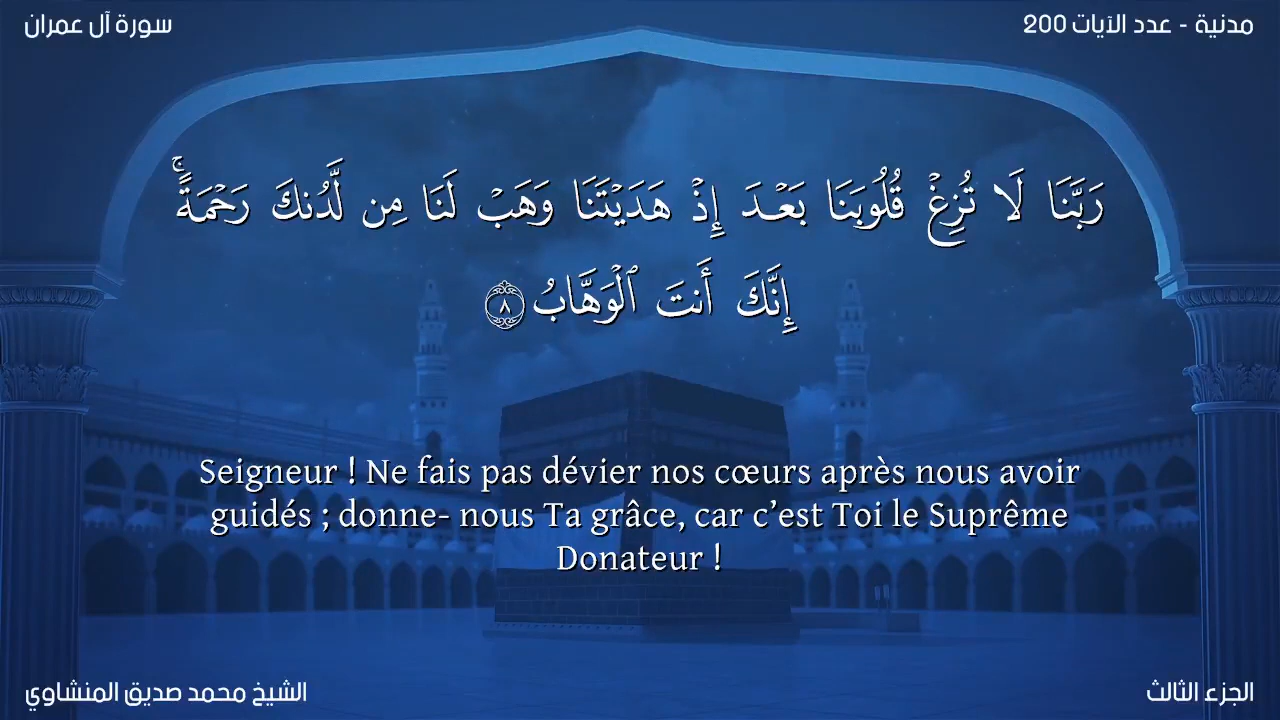 سورة آل عمران
مدنية - عدد الآيات 200
رَبَّنَا لَا تُزِغْ قُلُوبَنَا بَعْدَ إِذْ هَدَيْتَنَا وَهَبْ لَنَا مِن لَّدُنكَ رَحْمَةً ۚ
إِنَّكَ أَنتَ ٱلْوَهَّابُ ٨
Seigneur ! Ne fais pas dévier nos cœurs après nous avoir
guidés ; donne- nous Ta grâce, car c’est Toi le Suprême
Donateur !
الشيخ محمد صديق المنشاوي
الجزء الثالث